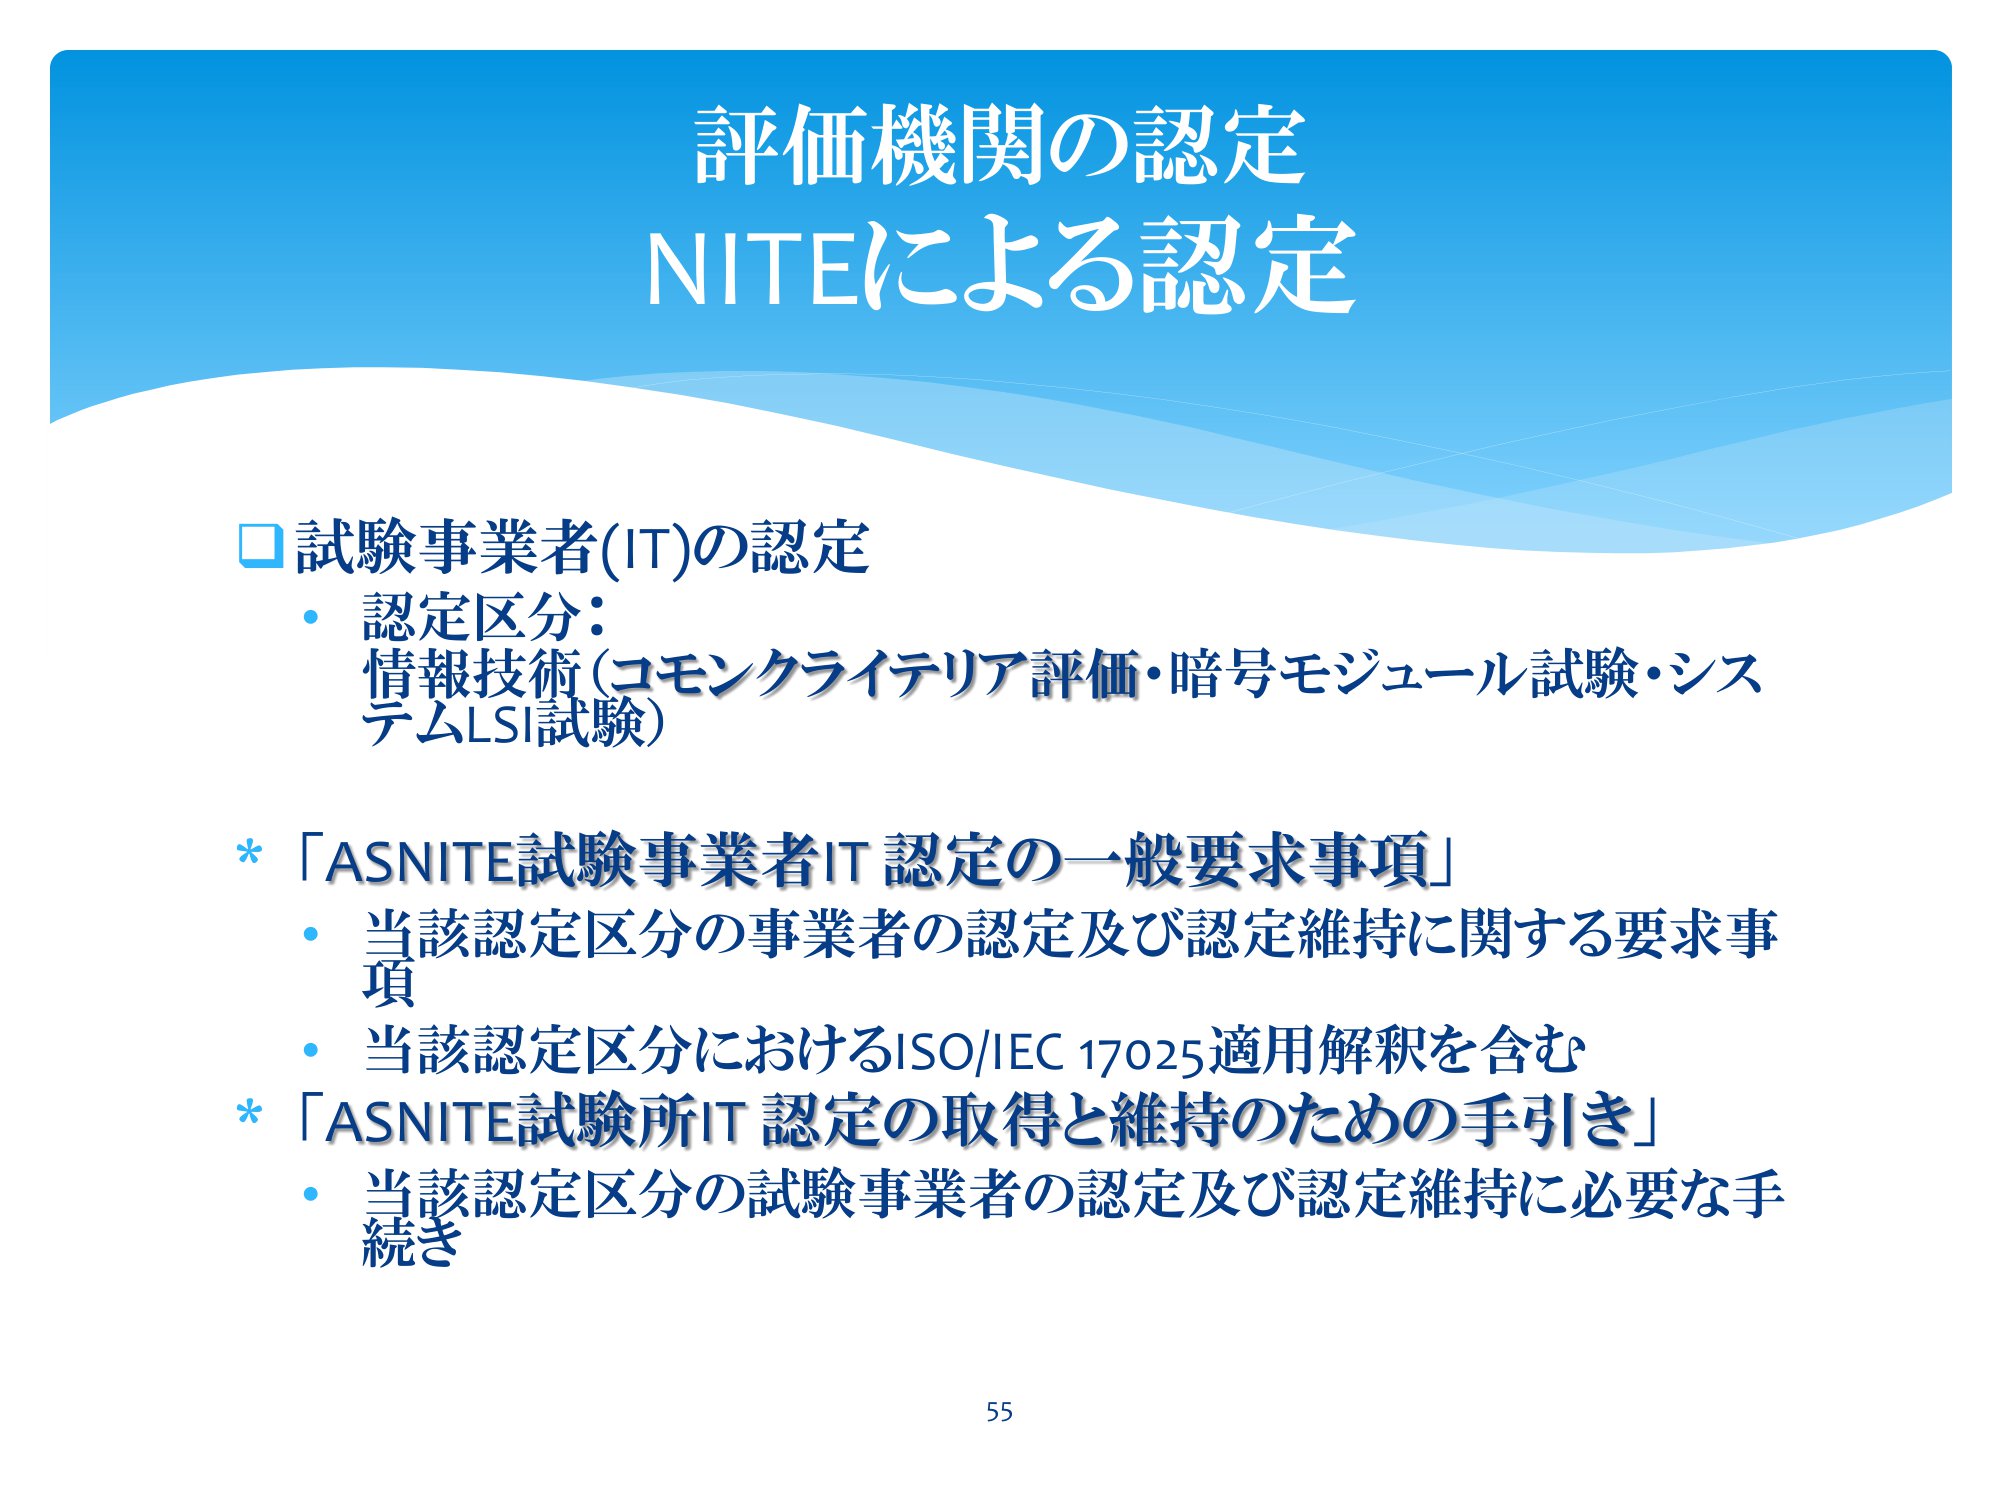 評価機関の認定
NITEによる認定
❑試験事業者(IT)の認定
• 認定区分：
情報技術（コモンクライテリア評価・暗号モジュール試験・シス
テムLSI試験）
*「ASNITE試験事業者IT 認定の一般要求事項」
• 当該認定区分の事業者の認定及び認定維持に関する要求事
項
• 当該認定区分におけるISO/IEC 17025適用解釈を含む
*「ASNITE試験所IT 認定の取得と維持のための手引き」
• 当該認定区分の試験事業者の認定及び認定維持に必要な手
続き
55